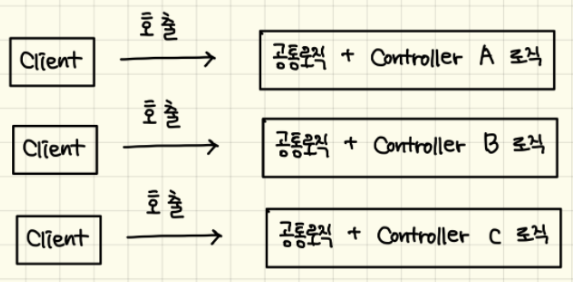 호출
Client 공통로직 + Controller A 로직
호출
Client 공통로직 + Controller B 로직
호출
Client 공통로직 + Controller C 로직